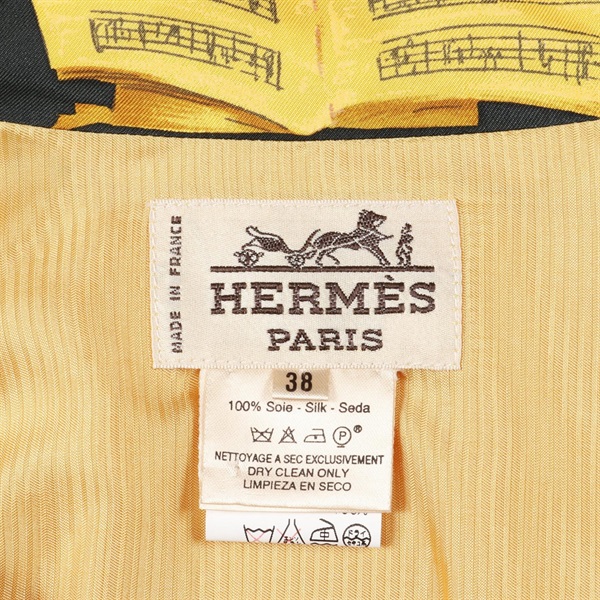 MADE IN FRANCE
HERMÈS
PARIS
38
100% Soie - Silk - Seda
NETTOYAGE A SEC EXCLUSIVEMENT
DRY CLEAN ONLY
LIMPIEZA EN SECO